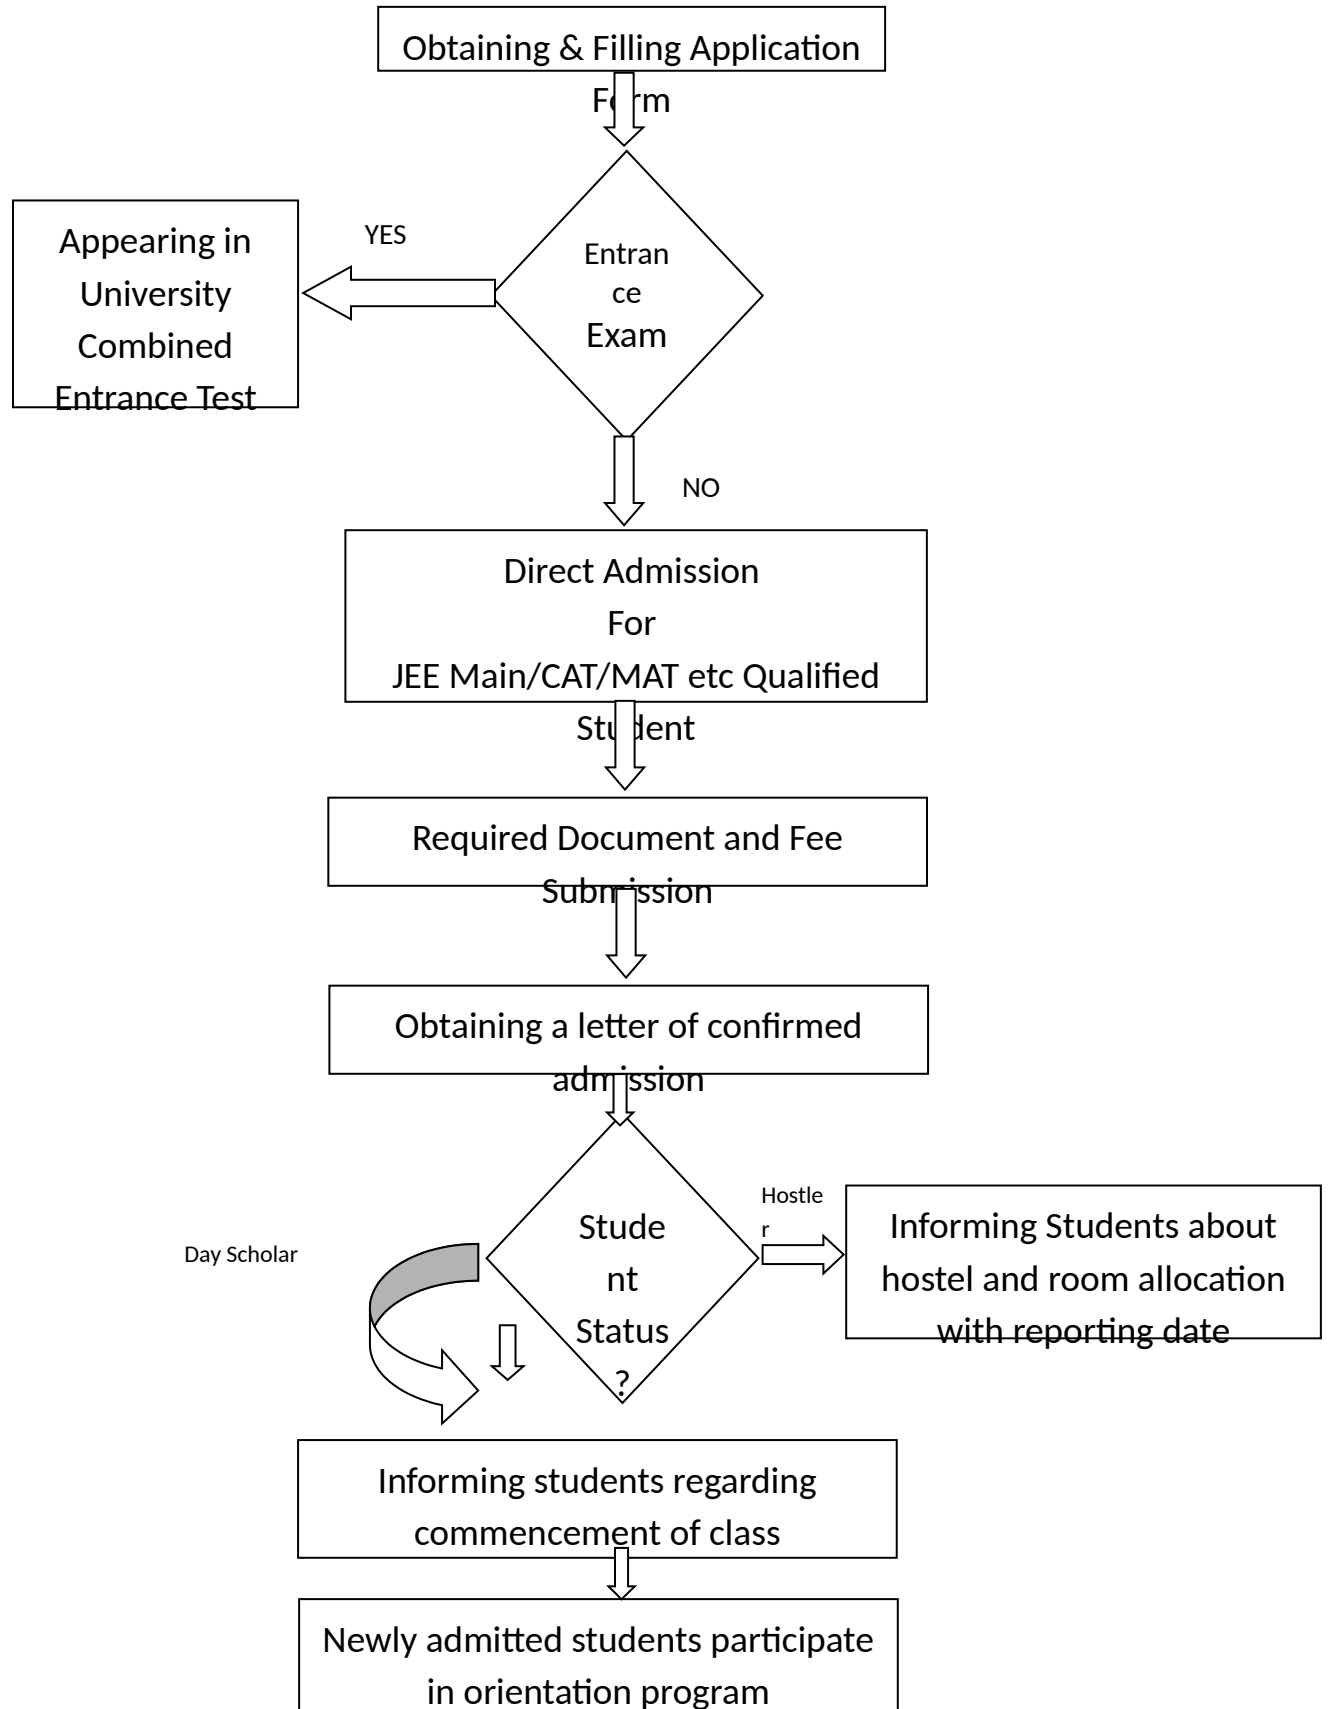 Obtaining & Filling Application
Form
YES
Appearing in
University
Combined
Entrance Test
Entran
ce
Exam
NO
Direct Admission
For
JEE Main/CAT/MAT etc Qualified
Student
Required Document and Fee
Submission
Obtaining a letter of confirmed
admission
Day Scholar
Stude
nt
Status
?
Hostle
r
Informing Students about
hostel and room allocation
with reporting date
Informing students regarding
commencement of class
Newly admitted students participate
in orientation program